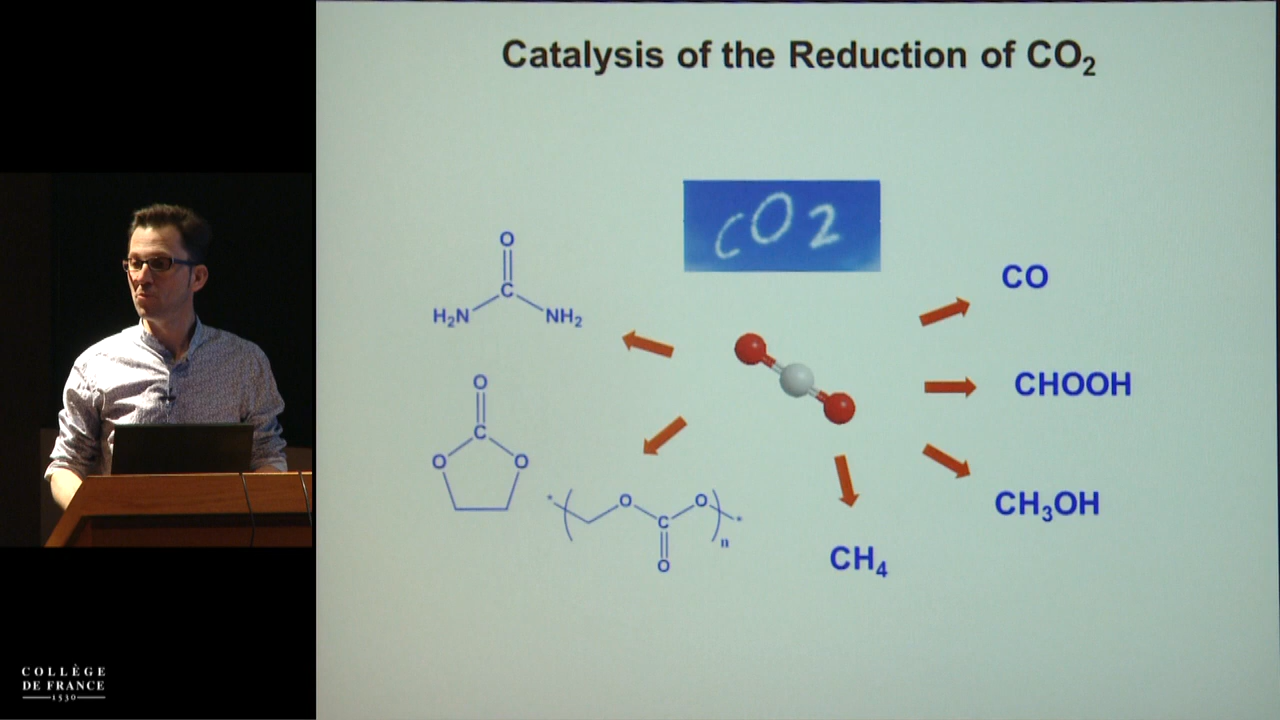 Catalysis of the Reduction of CO₂
CO2
O
C
H₂N
NH₂
CO
O
C
O
O
CHOOH
O
O
C
O
n
CH₃OH
CH₄
COLLÈGE
DE FRANCE
1530